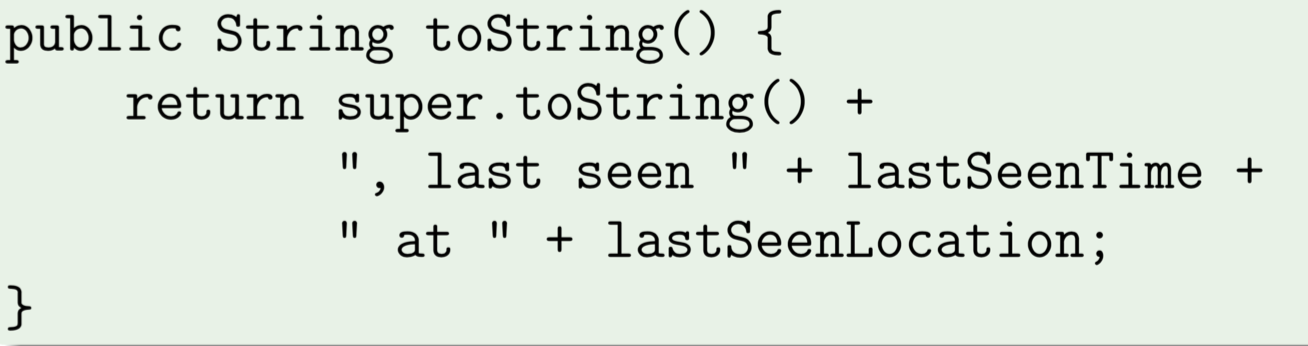 public String toString() {
    return super.toString() +
           ", last seen " + lastSeenTime +
           " at " + lastSeenLocation;
}